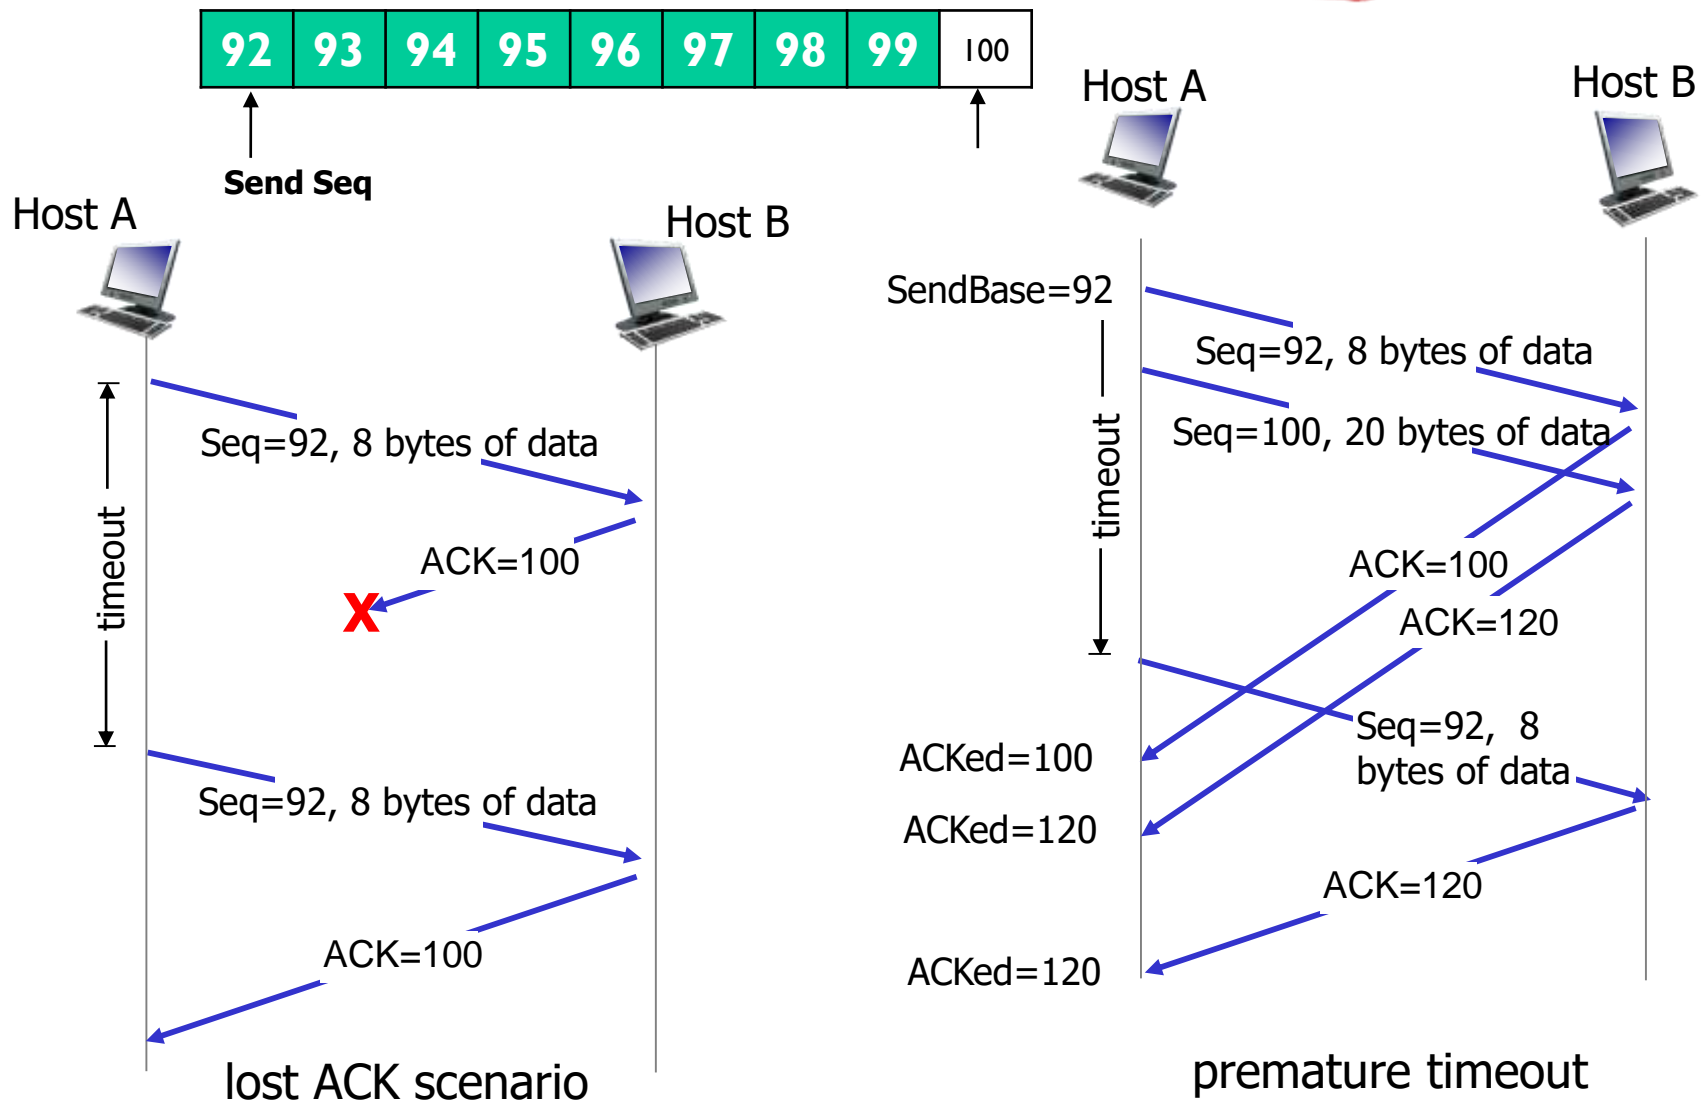 92 93 94 95 96 97 98 99 100
Send Seq
Host A
Host B
timeout
Seq=92, 8 bytes of data
ACK=100
X
Seq=92, 8 bytes of data
ACK=100
lost ACK scenario
Host A
Host B
SendBase=92
timeout
Seq=92, 8 bytes of data
Seq=100, 20 bytes of data
ACK=100
ACK=120
Seq=92, 8
bytes of data
ACKed=100
ACKed=120
ACK=120
ACKed=120
premature timeout